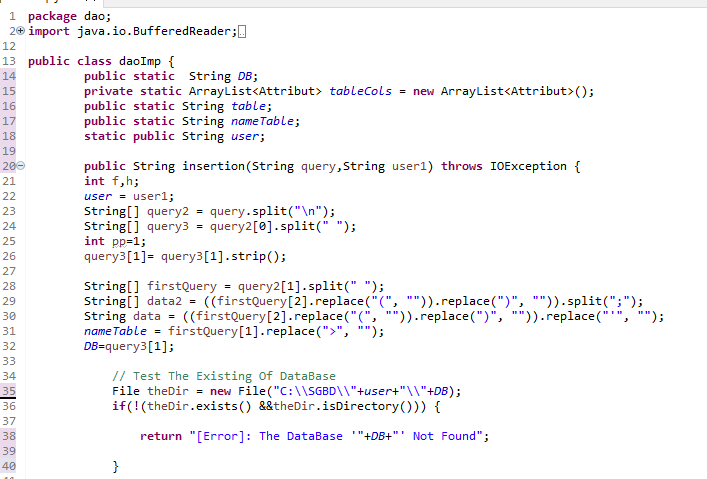 1 package dao;
2 import java.io.BufferedReader;
12
13 public class daoImp {
14 public static  String DB;
15 private static ArrayList<Attribut> tableCols = new ArrayList<Attribut>();
16 public static String table;
17 public static String nameTable;
18 static public String user;
19
20 public String insertion(String query,String user1) throws IOException {
21 int f,h;
22 user = user1;
23 String[] query2 = query.split("\n");
24 String[] query3 = query2[0].split(" ");
25 int pp=1;
26 query3[1]= query3[1].strip();
27
28 String[] firstQuery = query2[1].split(" ");
29 String[] data2 = ((firstQuery[2].replace("(", "")).replace(")", "")).split(";");
30 String data = ((firstQuery[2].replace("(", "")).replace(")", "")).replace("'", "");
31 nameTable = firstQuery[1].replace(">", "");
32 DB=query3[1];
33
34 // Test The Existing Of DataBase
35 File theDir = new File("C:\\SGBD\\"+user+"\\"+DB);
36 if(!(theDir.exists() &&theDir.isDirectory())) {
37
38 return "[Error]: The DataBase '"+DB+"' Not Found";
39
40 }